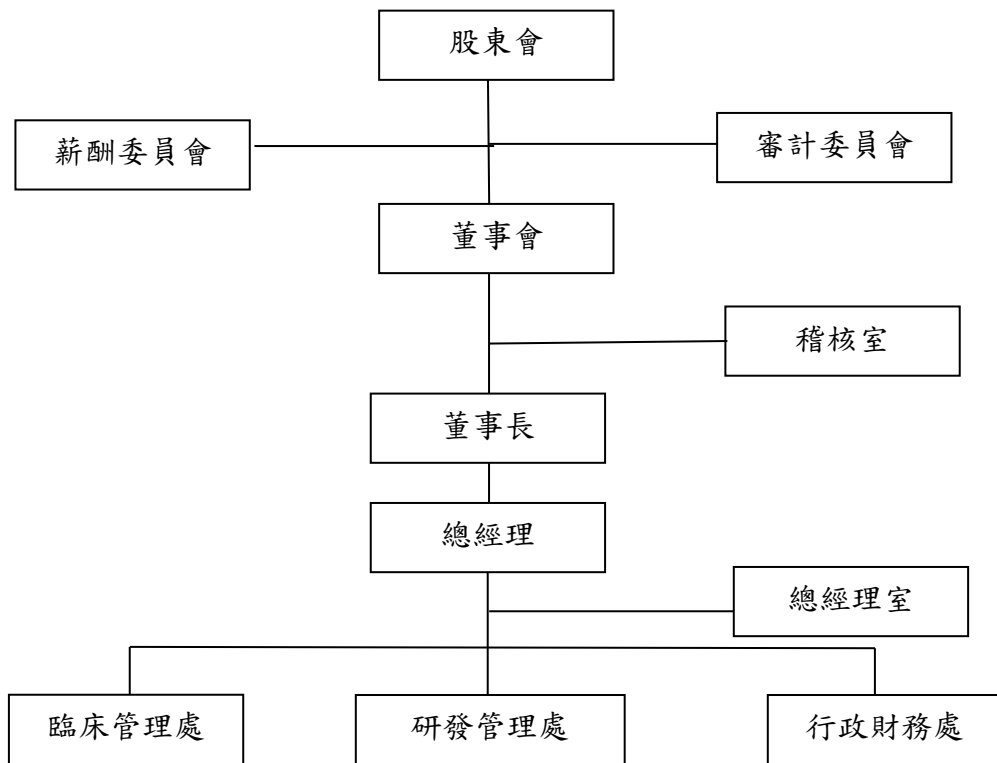 股東會
薪酬委員會
審計委員會
董事會
稽核室
董事長
總經理
總經理室
臨床管理處
研發管理處
行政財務處